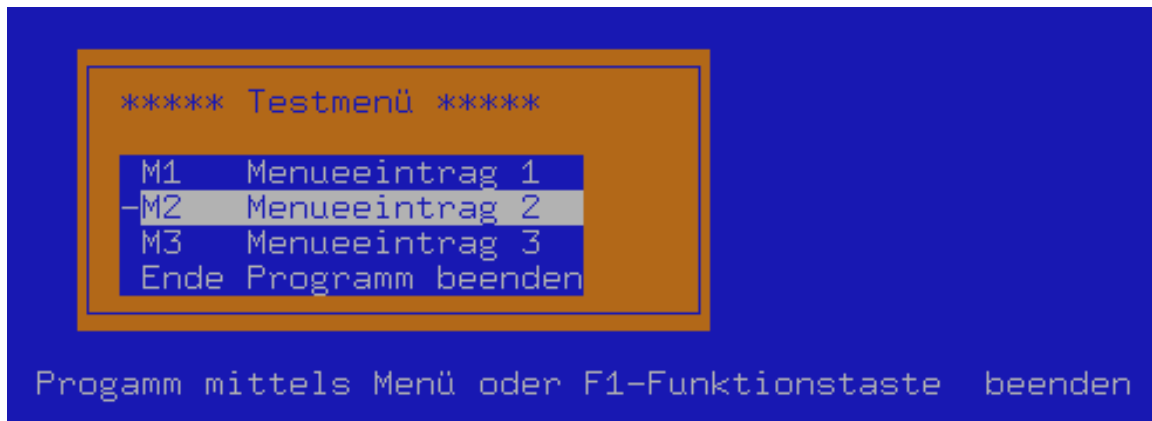 ***** Testmenü *****
M1 Menueeintrag 1
-M2 Menueeintrag 2
M3 Menueeintrag 3
Ende Programm beenden
Progamm mittels Menü oder F1-Funktionstaste beenden